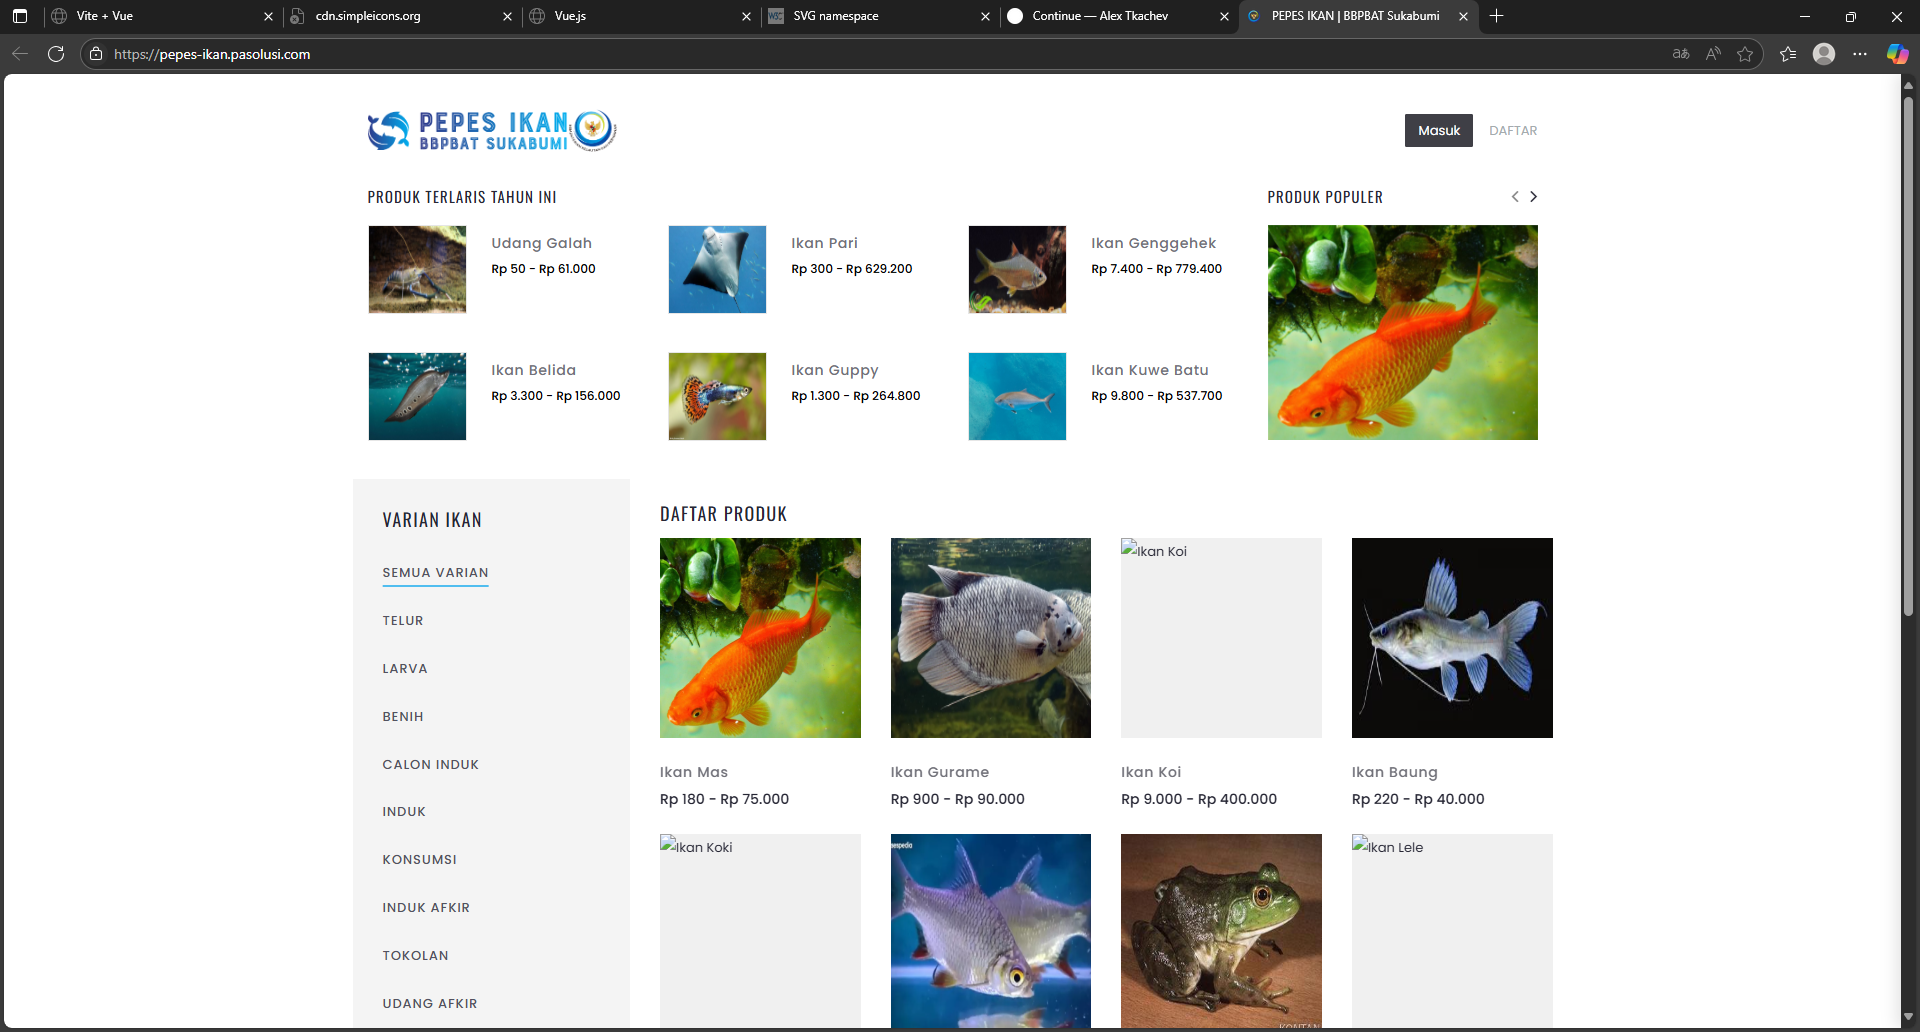 Vite + Vue
cdn.simpleicons.org
Vue.js
SVG namespace
Continue — Alex Tkachev
PEPES IKAN | BBPBAT Sukabumi
https://pepes-ikan.pasolusi.com
PEPES IKAN
BBPBAT SUKABUMI
Masuk
DAFTAR
PRODUK TERLARIS TAHUN INI
PRODUK POPULER
Udang Galah
Rp 50 - Rp 61.000
Ikan Pari
Rp 300 - Rp 629.200
Ikan Genggehek
Rp 7.400 - Rp 779.400
Ikan Belida
Rp 3.300 - Rp 156.000
Ikan Guppy
Rp 1.300 - Rp 264.800
Ikan Kuwe Batu
Rp 9.800 - Rp 537.700
VARIAN IKAN
SEMUA VARIAN
TELUR
LARVA
BENIH
CALON INDUK
INDUK
KONSUMSI
INDUK AFKIR
TOKOLAN
UDANG AFKIR
DAFTAR PRODUK
Ikan Koi
Ikan Mas
Rp 180 - Rp 75.000
Ikan Gurame
Rp 900 - Rp 90.000
Ikan Koi
Rp 9.000 - Rp 400.000
Ikan Baung
Rp 220 - Rp 40.000
Ikan Koki
Ikan Lele